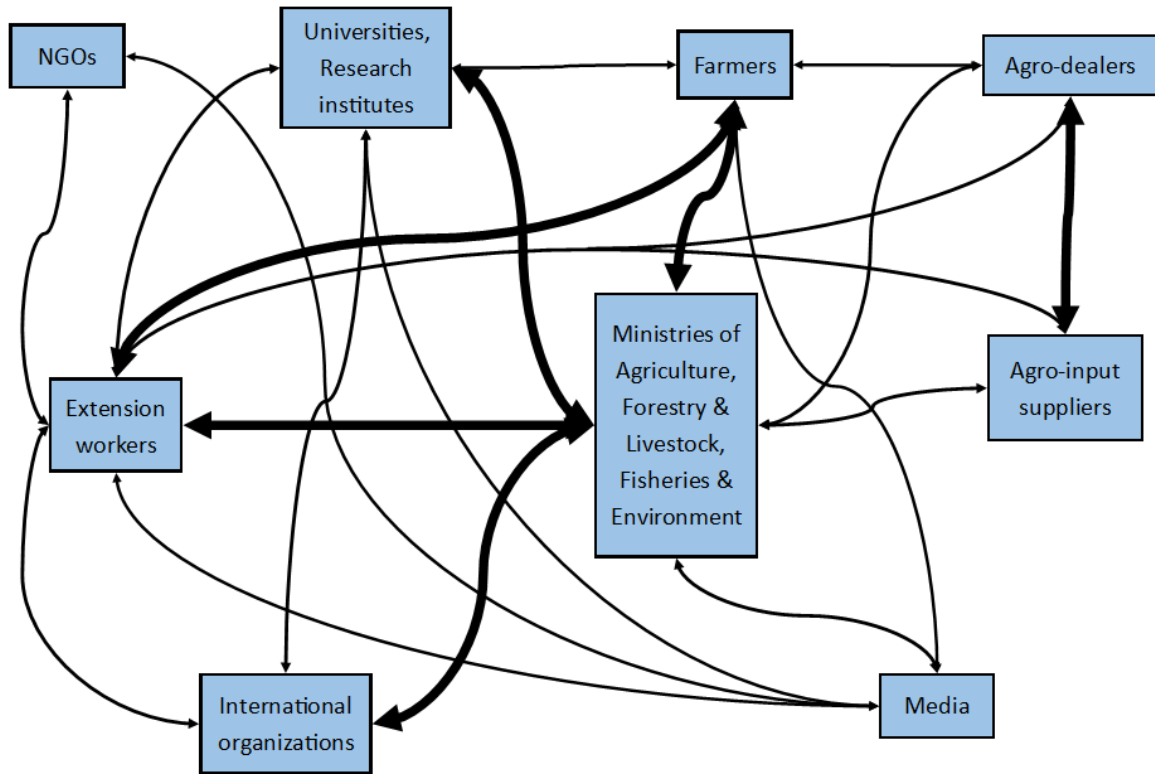 NGOs
Universities,
Research
institutes
Farmers
Agro-dealers
Extension
workers
Ministries of
Agriculture,
Forestry &
Livestock,
Fisheries &
Environment
Agro-input
suppliers
International
organizations
Media